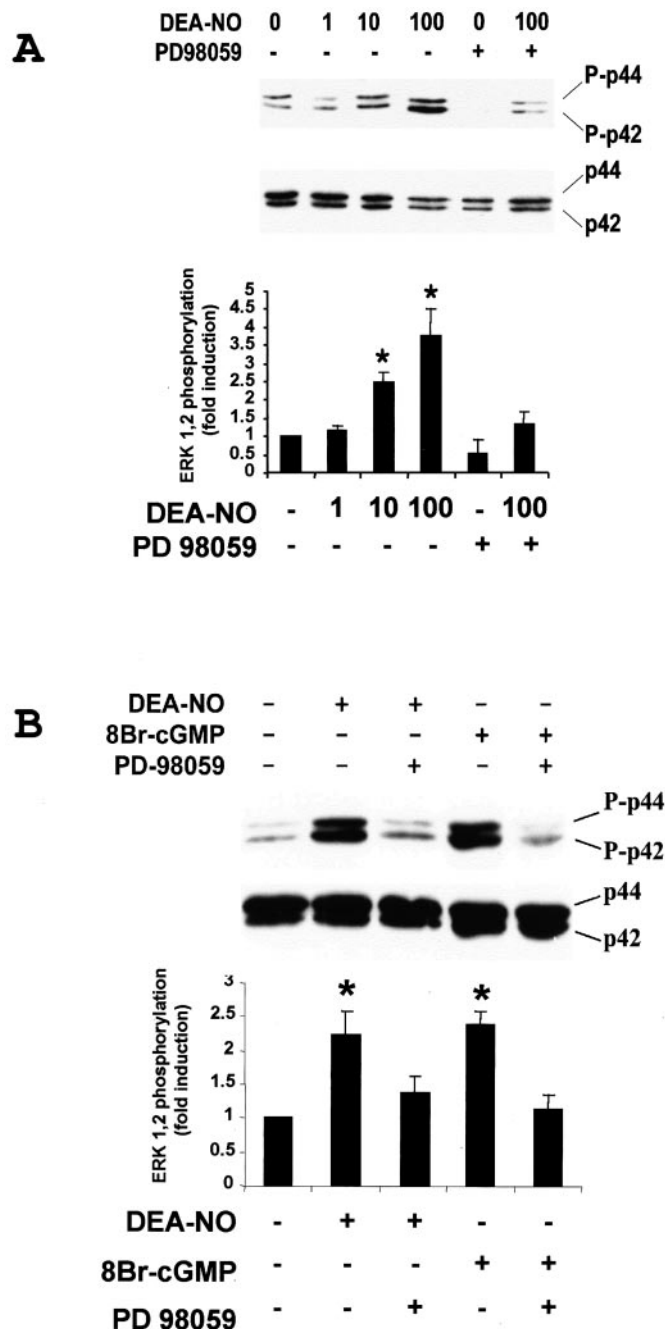 A
DEA-NO 0 1 10 100 0 100
PD98059 - - - - + +
P-p44
P-p42
p44
p42
ERK 1,2 phosphorylation
(fold induction)
5
4.5
4
3.5
3
2.5
2
1.5
1
0.5
0
* *
DEA-NO - 1 10 100 - 100
PD 98059 - - - - + +
B
DEA-NO - + + - -
8Br-cGMP - - - + +
PD-98059 - - + - +
P-p44
P-p42
p44
p42
ERK 1,2 phosphorylation
(fold induction)
3
2.5
2
1.5
1
0.5
0
* *
DEA-NO - + + - -
8Br-cGMP - - - + +
PD 98059 - - + - +